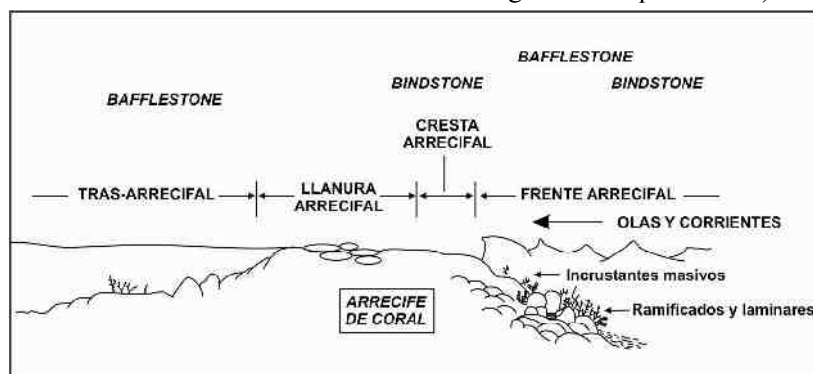 BAFFLESTONE
BAFFLESTONE
BINDSTONE
BINDSTONE
CRESTA
ARRECIFAL
TRAS-ARRECIFAL
LLANURA
ARRECIFAL
FRENTE ARRECIFAL
OLAS Y CORRIENTES
Incrustantes masivos
Ramificados y laminares
ARRECIFE
DE CORAL